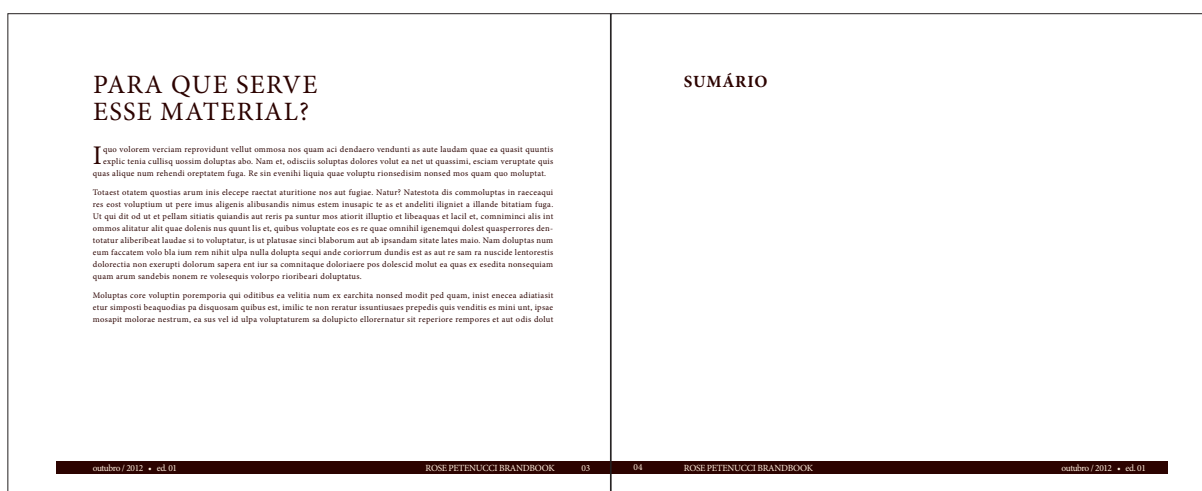 PARA QUE SERVE
ESSE MATERIAL?
Iquo volorem verciam reprovidunt vellut ommosa nos quam aci dendaero vendunti as aute laudam quae ea quasit quuntis
explic tenia cullisq uossim doluptas abo. Nam et, odisciis soluptas dolores volut ea net ut quassimi, esciam veruptate quis
quas alique num rehendi oreptatem fuga. Re sin evenihi liquia quae voluptu rionsedisim nonsed mos quam quo moluptat.
Totaest otatem quostias arum inis elecepe raectat aturitione nos aut fugiae. Natur? Natestota dis commoluptas in raeceaqui
res eost voluptium ut pere imus aligenis alibusandis nimus estem inusapic te as et andeliti iligniet a illande bitatiam fuga.
Ut qui dit od ut et pellam sitiatis quiandis aut reris pa suntur mos atiorit illuptio et libeaquas et lacil et, comniminci alis int
ommos alitatur alit quae dolenis nus quunt lis et, quibus voluptate eos es re quae omnihil igenemqui dolest quasperrores den-
totatur aliberibeat laudae si to voluptatur, is ut platusae sinci blaborum aut ab ipsandam sitate lates maio. Nam doluptas num
eum faccatem volo bla ium rem nihit ulpa nulla dolupta sequi ande coriorrum dundis est as aut re sam ra nuscide lentorestis
dolorectia non exerupti dolorum sapera ent iur sa comnitaque doloriaere pos dolescid molut ea quas ex esedita nonsequiam
quam arum sandebis nonem re volesequis volorpo rioribeari doluptatus.
Moluptas core voluptin poremporia qui oditibus ea velitia num ex earchita nonsed modit ped quam, inist enecea adiatiasit
etur simposti beaquodias pa disquosam quibus est, imilic te non reratur issuntiusaes prepedis quis venditis es mini unt, ipsae
mosapit molorae nestrum, ea sus vel id ulpa voluptaturem sa dolupicto ellorernatur sit reperiore rempores et aut odis dolut
outubro / 2012 • ed. 01 ROSE PETENUCCI BRANDBOOK 03
SUMÁRIO
04 ROSE PETENUCCI BRANDBOOK outubro / 2012 • ed. 01